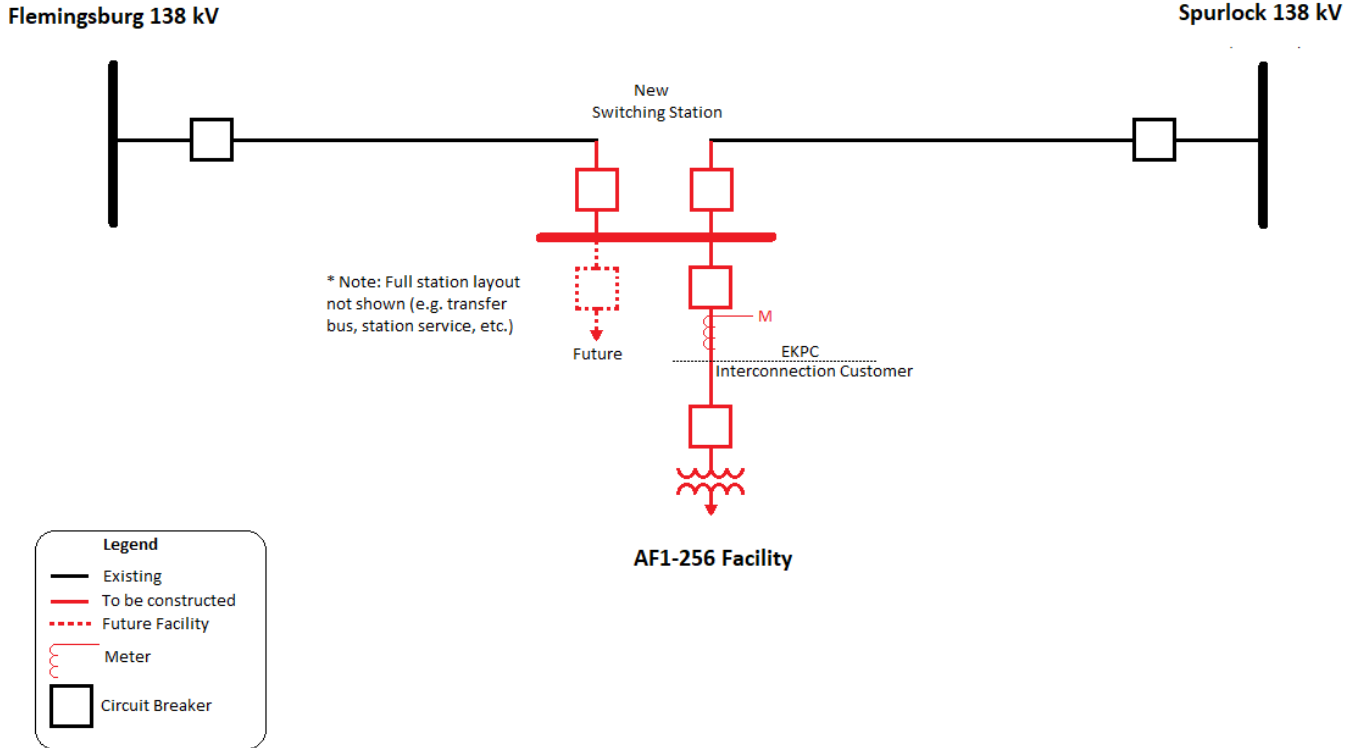 Flemingsburg 138 kV
Spurlock 138 kV
New
Switching Station
* Note: Full station layout
not shown (e.g. transfer
bus, station service, etc.)
Future
M
EKPC
Interconnection Customer
AF1-256 Facility
Legend
Existing
To be constructed
Future Facility
Meter
Circuit Breaker